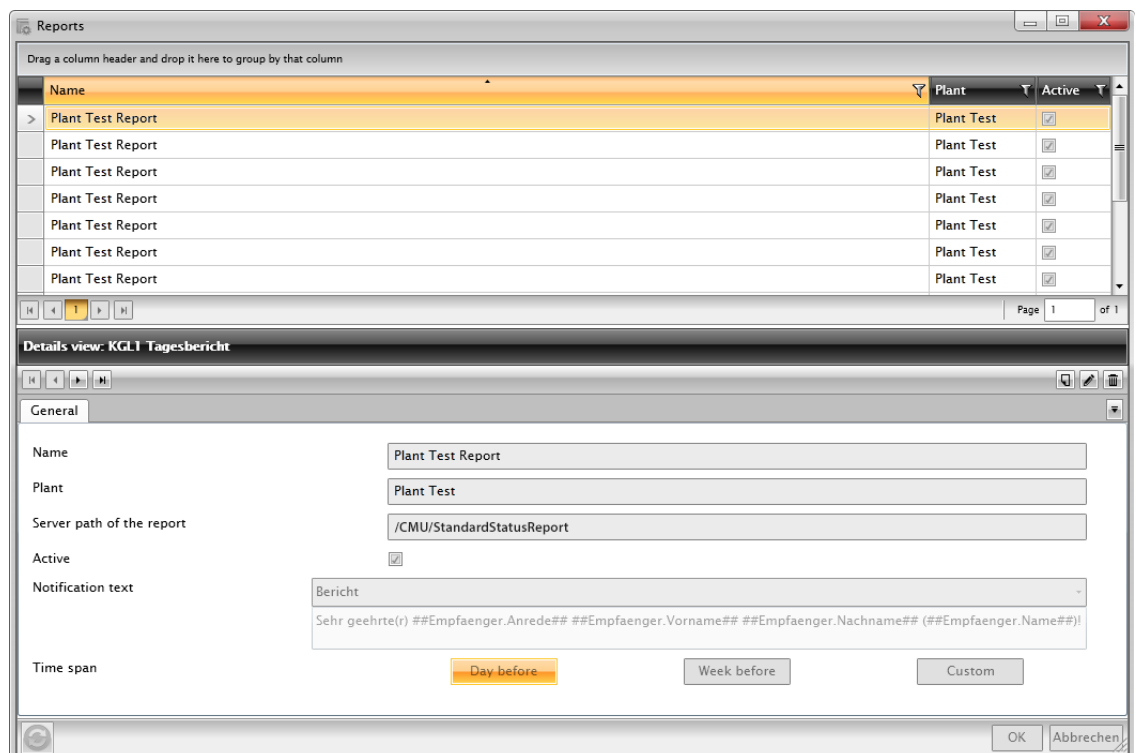 Reports
Drag a column header and drop it here to group by that column
Name Plant Active
Plant Test Report Plant Test
Plant Test Report Plant Test
Plant Test Report Plant Test
Plant Test Report Plant Test
Plant Test Report Plant Test
Plant Test Report Plant Test
Plant Test Report Plant Test
1 Page 1 of 1
Details view: KGL1 Tagesbericht
General
Name Plant Test Report
Plant Plant Test
Server path of the report /CMU/StandardStatusReport
Active
Notification text Bericht
Sehr geehrte(r) ##Empfaenger.Anrede## ##Empfaenger.Vorname## ##Empfaenger.Nachname## (##Empfaenger.Name##)!
Time span Day before Week before Custom
OK Abbrechen